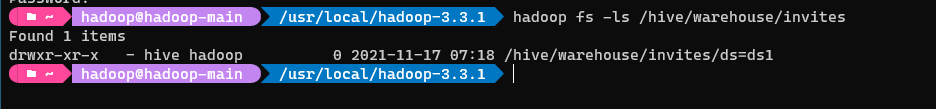 Password:
~ hadoop@hadoop-main /usr/local/hadoop-3.3.1 hadoop fs -ls /hive/warehouse/invites
Found 1 items
drwxr-xr-x - hive hadoop 0 2021-11-17 07:18 /hive/warehouse/invites/ds=ds1
~ hadoop@hadoop-main /usr/local/hadoop-3.3.1